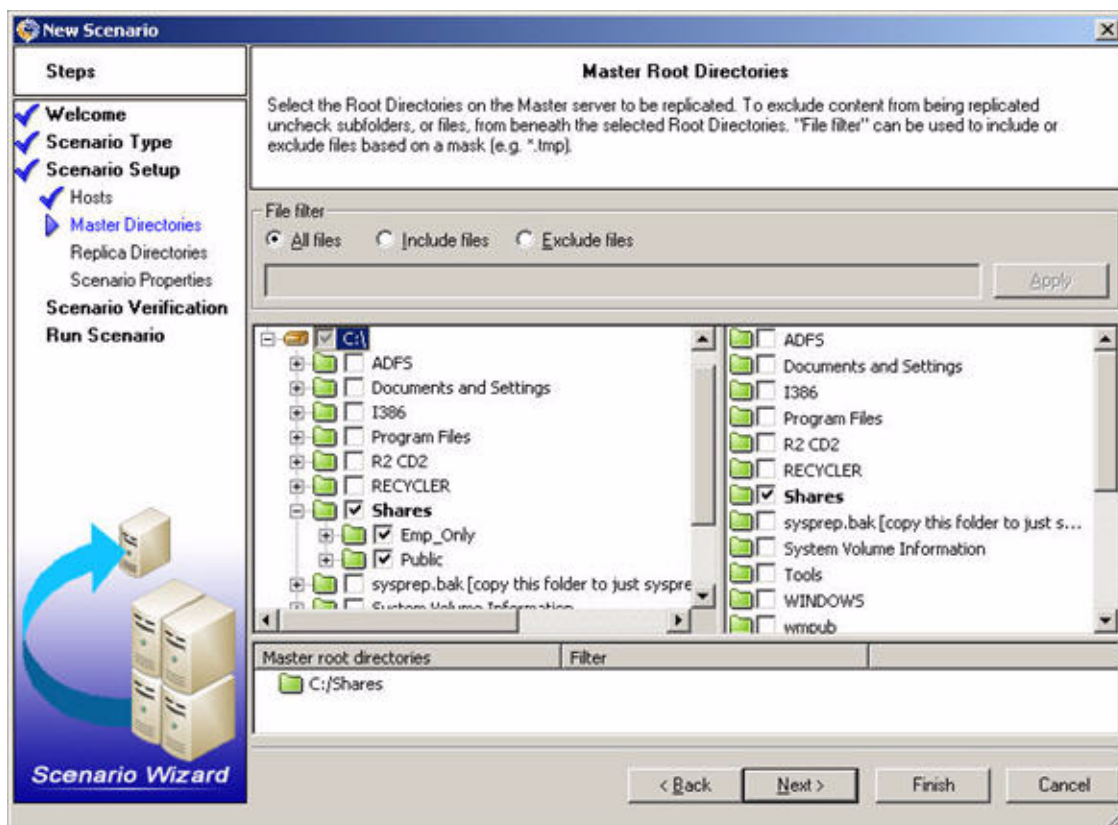 New Scenario
Steps
Welcome
Scenario Type
Scenario Setup
Hosts
Master Directories
Replica Directories
Scenario Properties
Scenario Verification
Run Scenario
Scenario Wizard
Master Root Directories
Select the Root Directories on the Master server to be replicated. To exclude content from being replicated
uncheck subfolders, or files, from beneath the selected Root Directories. "File filter" can be used to include or
exclude files based on a mask (e.g. *.tmp).
File filter
All files Include files Exclude files
Apply
C:\
ADFS
Documents and Settings
I386
Program Files
R2 CD2
RECYCLER
Shares
Emp_Only
Public
sysprep.bak [copy this folder to just syspre
System Volume Information
ADFS
Documents and Settings
I386
Program Files
R2 CD2
RECYCLER
Shares
sysprep.bak [copy this folder to just s...
System Volume Information
Tools
WINDOWS
wmpub
Master root directories Filter
C:/Shares
< Back Next > Finish Cancel